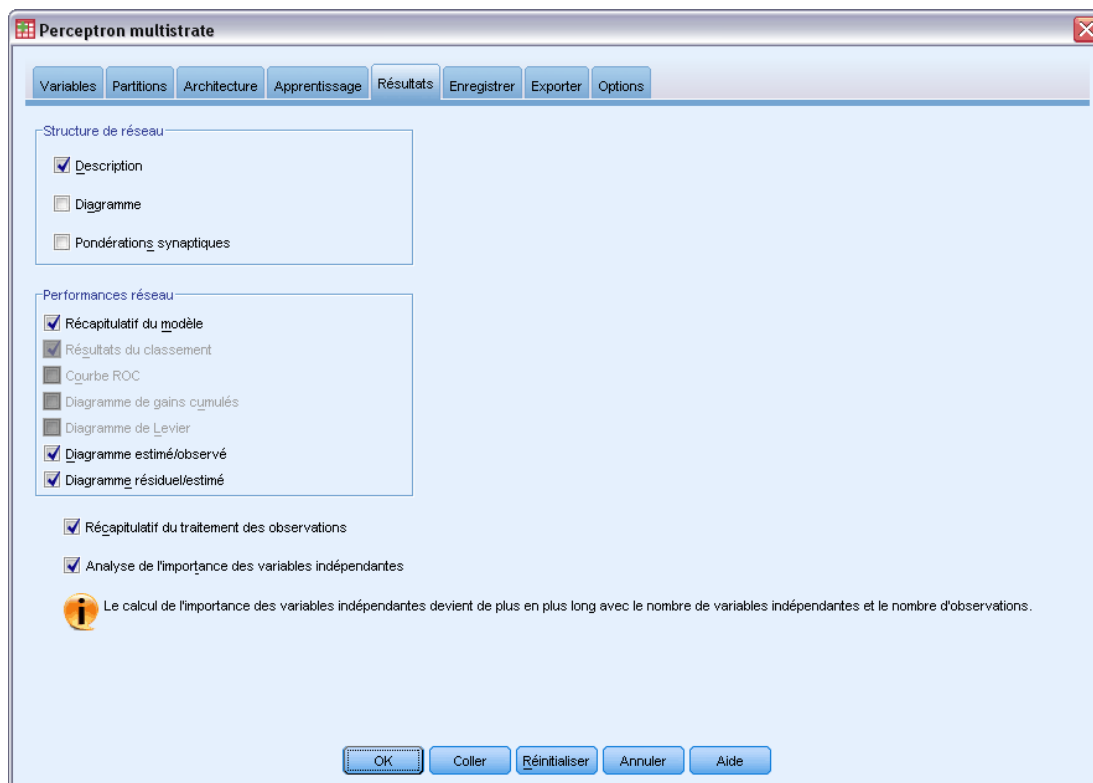 Perceptron multistrate
Variables Partitions Architecture Apprentissage Résultats Enregistrer Exporter Options
Structure de réseau
Description
Diagramme
Pondérations synaptiques
Performances réseau
Récapitulatif du modèle
Résultats du classement
Courbe ROC
Diagramme de gains cumulés
Diagramme de Levier
Diagramme estimé/observé
Diagramme résiduel/estimé
Récapitulatif du traitement des observations
Analyse de l'importance des variables indépendantes
Le calcul de l'importance des variables indépendantes devient de plus en plus long avec le nombre de variables indépendantes et le nombre d'observations.
OK Coller Réinitialiser Annuler Aide